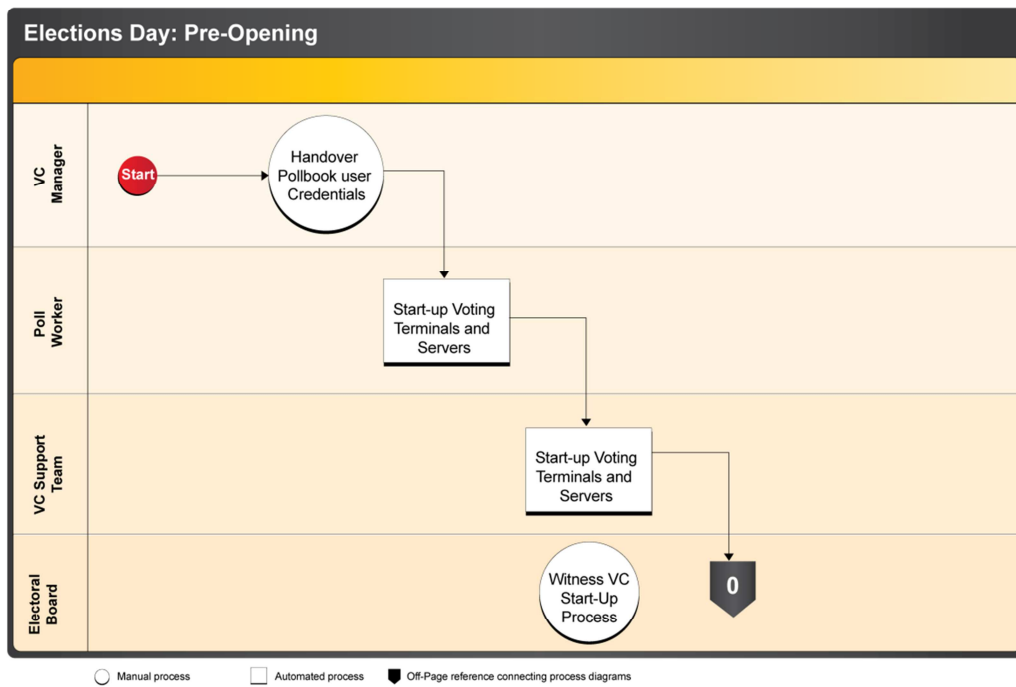 Elections Day: Pre-Opening
VC
Manager
Start
Handover
Pollbook user
Credentials
Poll
Worker
Start-up Voting
Terminals and
Servers
VC Support
Team
Start-up Voting
Terminals and
Servers
Electoral
Board
Witness VC
Start-Up
Process
0
Manual process
Automated process
Off-Page reference connecting process diagrams